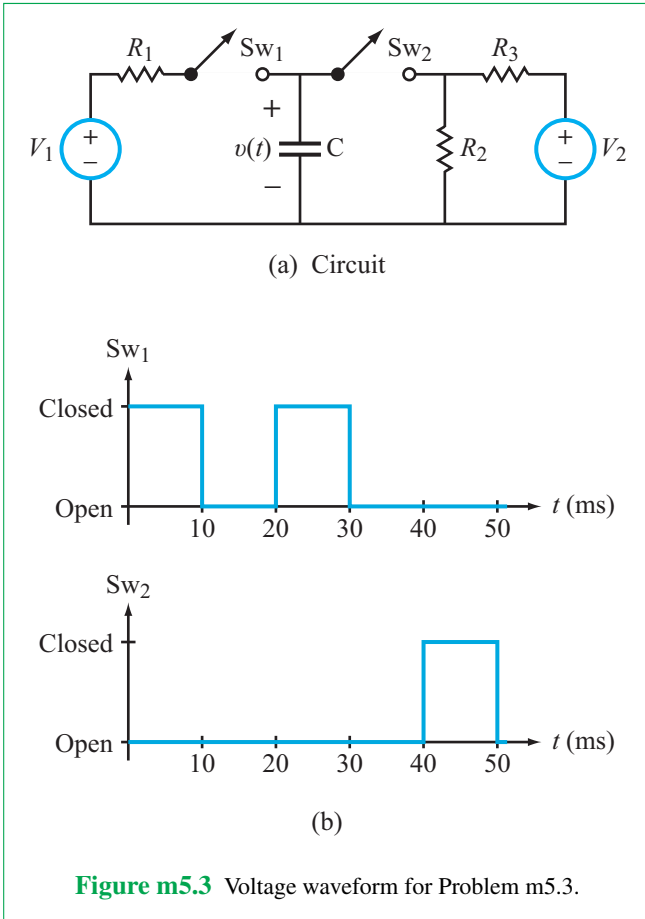 R1 Sw1 Sw2 R3
V1 + − + v(t) − C R2 + − V2
(a) Circuit
Sw1
Closed
Open
10 20 30 40 50 t (ms)
Sw2
Closed
Open
10 20 30 40 50 t (ms)
(b)
Figure m5.3 Voltage waveform for Problem m5.3.